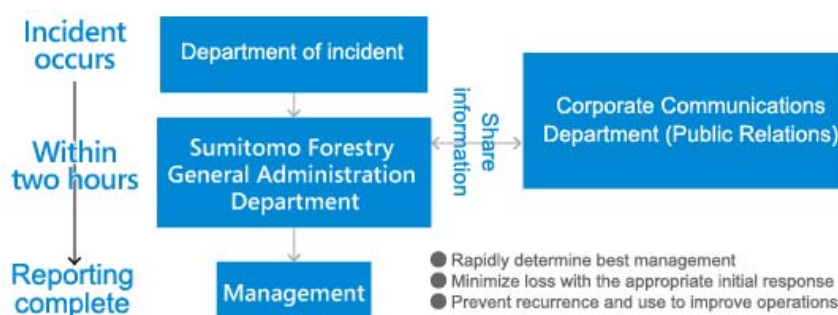 Incident
occurs
Department of incident
Within
two hours
Sumitomo Forestry
General Administration
Department
Share
information
Corporate Communications
Department (Public Relations)
Reporting
complete
Management
● Rapidly determine best management
● Minimize loss with the appropriate initial response
● Prevent recurrence and use to improve operations